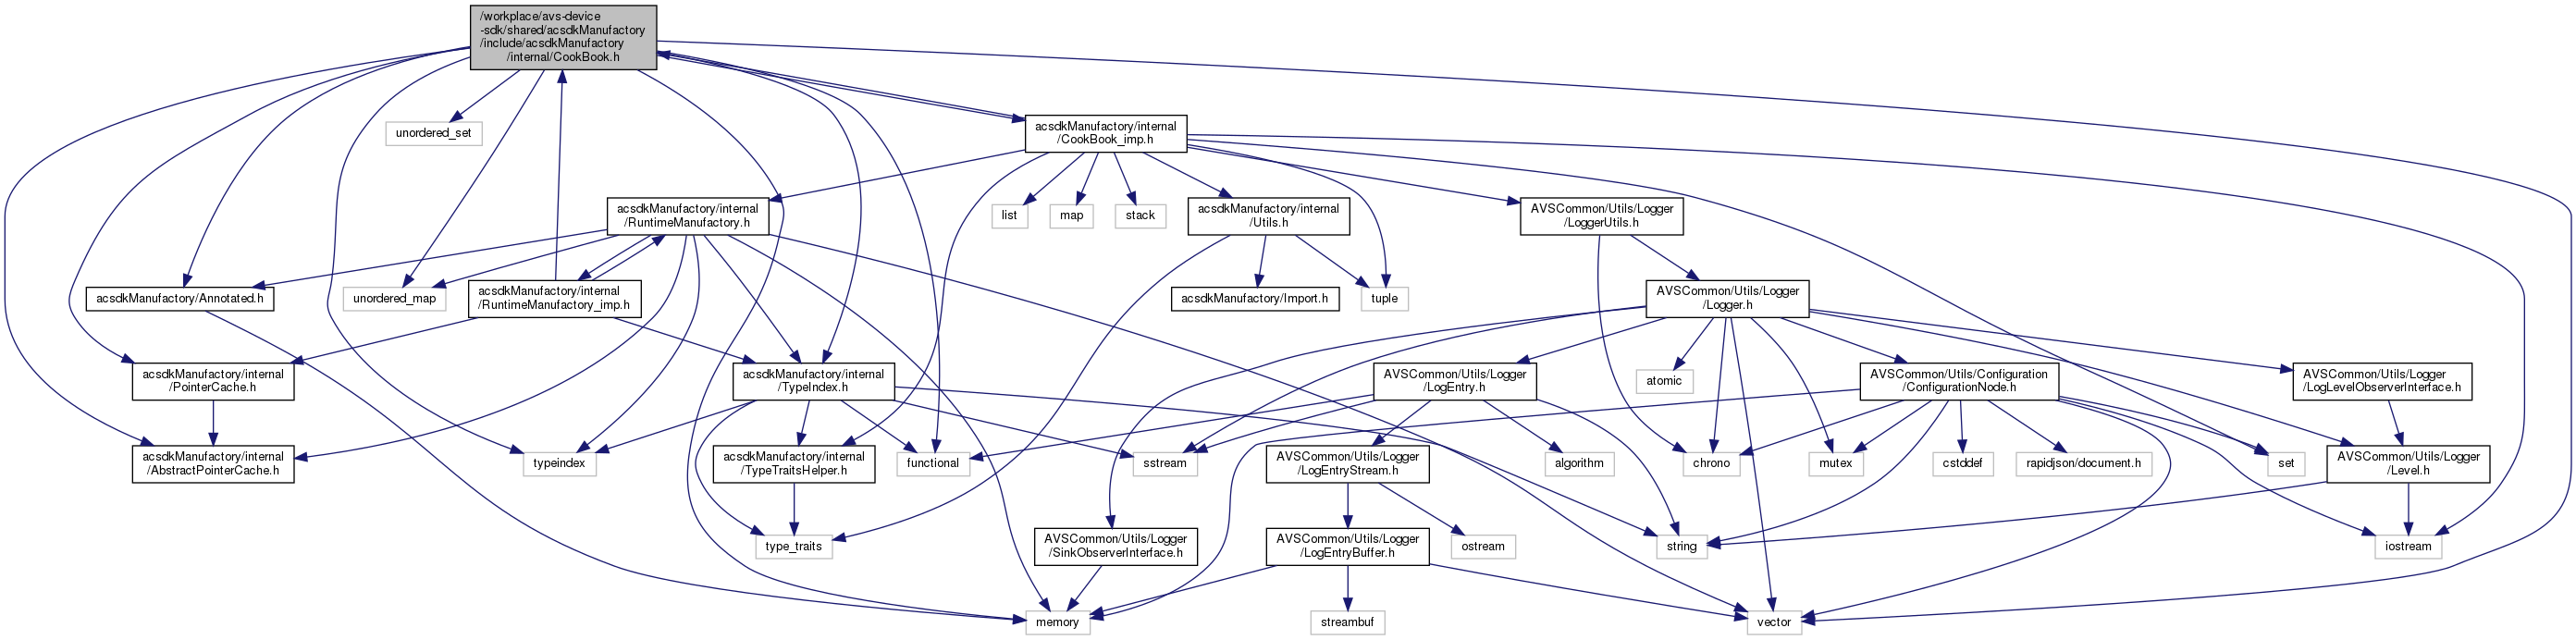 /workplace/avs-device
-sdk/shared/acsdkManufactory
/include/acsdkManufactory
/internal/CookBook.h
unordered_set
acsdkManufactory/internal
/CookBook_imp.h
acsdkManufactory/internal
/RuntimeManufactory.h
list
map
stack
acsdkManufactory/internal
/Utils.h
AVSCommon/Utils/Logger
/LoggerUtils.h
acsdkManufactory/Annotated.h
unordered_map
acsdkManufactory/internal
/RuntimeManufactory_imp.h
acsdkManufactory/Import.h
tuple
AVSCommon/Utils/Logger
/Logger.h
acsdkManufactory/internal
/PointerCache.h
acsdkManufactory/internal
/TypeIndex.h
AVSCommon/Utils/Logger
/LogEntry.h
atomic
AVSCommon/Utils/Configuration
/ConfigurationNode.h
AVSCommon/Utils/Logger
/LogLevelObserverInterface.h
acsdkManufactory/internal
/AbstractPointerCache.h
typeindex
acsdkManufactory/internal
/TypeTraitsHelper.h
functional
sstream
AVSCommon/Utils/Logger
/LogEntryStream.h
algorithm
chrono
mutex
cstddef
rapidjson/document.h
set
AVSCommon/Utils/Logger
/Level.h
type_traits
AVSCommon/Utils/Logger
/SinkObserverInterface.h
AVSCommon/Utils/Logger
/LogEntryBuffer.h
ostream
string
iostream
memory
streambuf
vector